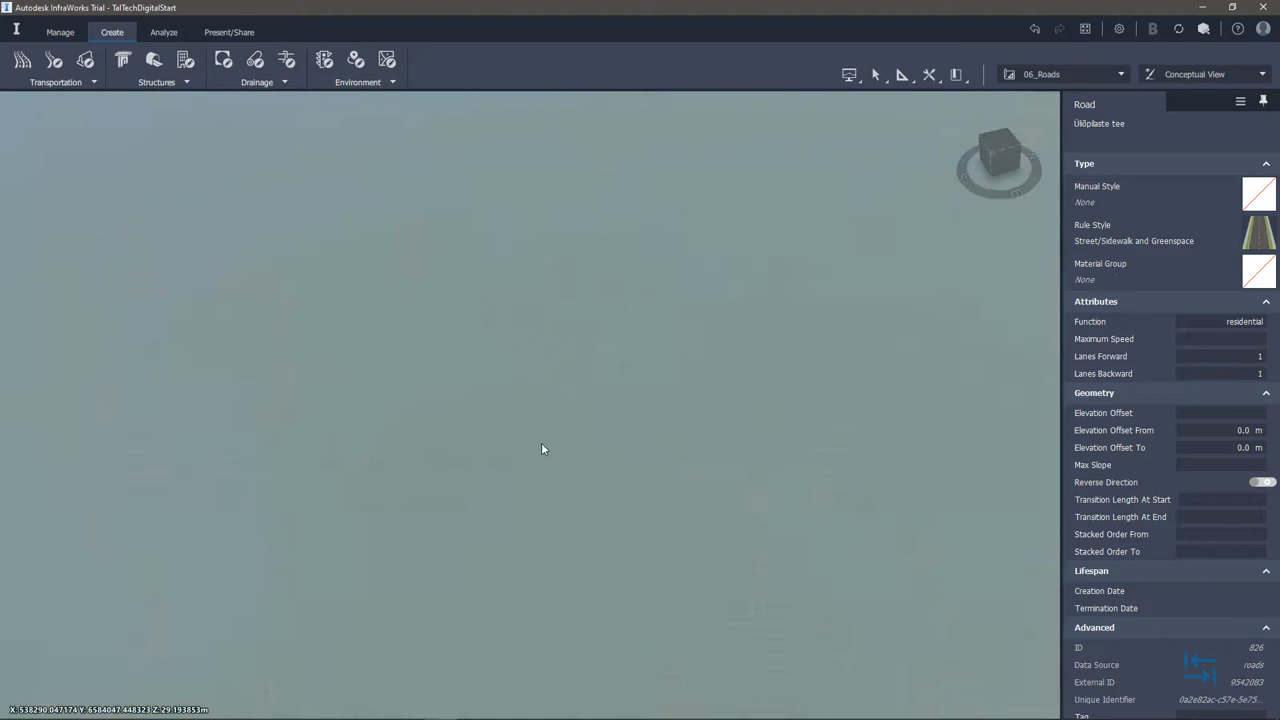 Autodesk InfraWorks Trial - TalTechDigitalStart
Manage
Create
Analyze
Present/Share
Transportation
Structures
Drainage
Environment
06_Roads
Conceptual View
Road
Üliõpilaste tee
Type
Manual Style
None
Rule Style
Street/Sidewalk and Greenspace
Material Group
None
Attributes
Function residential
Maximum Speed
Lanes Forward 1
Lanes Backward 1
Geometry
Elevation Offset
Elevation Offset From 0.0 m
Elevation Offset To 0.0 m
Max Slope
Reverse Direction
Transition Length At Start
Transition Length At End
Stacked Order From
Stacked Order To
Lifespan
Creation Date
Termination Date
Advanced
ID 826
Data Source roads
External ID 9542083
Unique Identifier 0a2e82ac-c57e-5e75...
Tag
X: 538290.047174 Y: 6584047.448323 Z: 29.193853m